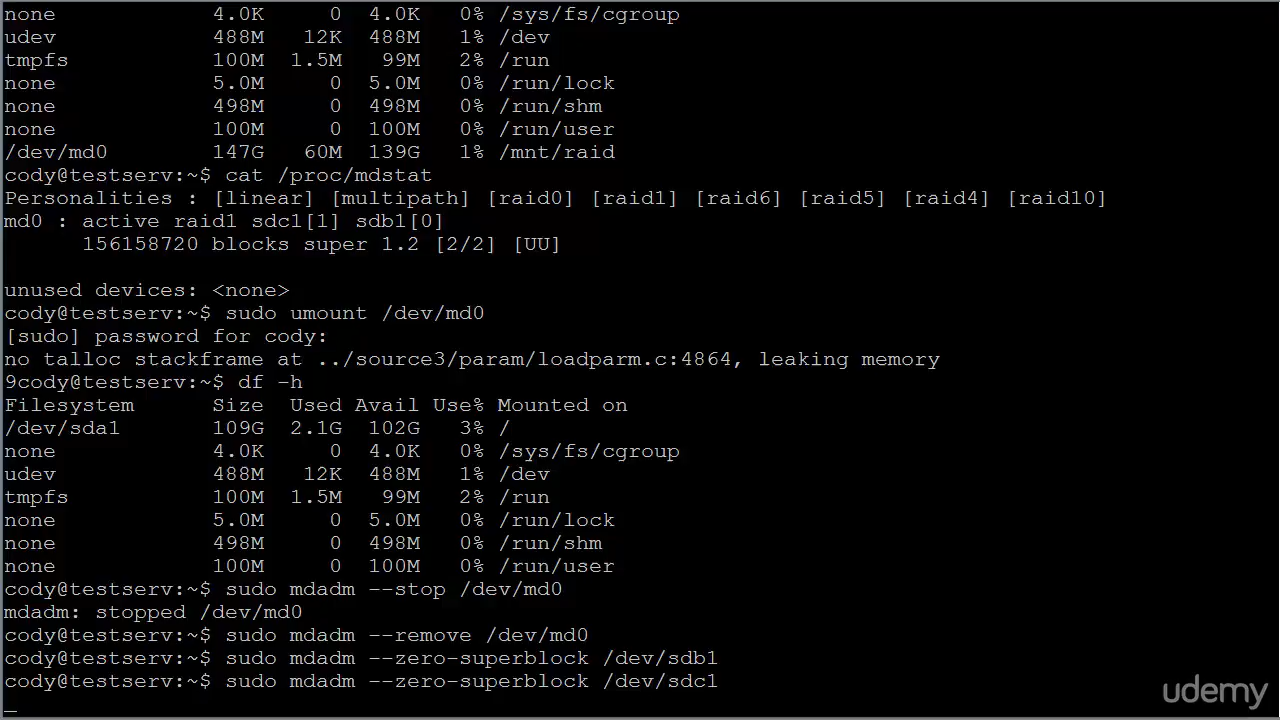 none            4.0K     0  4.0K   0% /sys/fs/cgroup
udev            488M   12K  488M   1% /dev
tmpfs           100M  1.5M   99M   2% /run
none            5.0M     0  5.0M   0% /run/lock
none            498M     0  498M   0% /run/shm
none            100M     0  100M   0% /run/user
/dev/md0        147G   60M  139G   1% /mnt/raid
cody@testserv:~$ cat /proc/mdstat
Personalities : [linear] [multipath] [raid0] [raid1] [raid6] [raid5] [raid4] [raid10]
md0 : active raid1 sdc1[1] sdb1[0]
      156158720 blocks super 1.2 [2/2] [UU]

unused devices: <none>
cody@testserv:~$ sudo umount /dev/md0
[sudo] password for cody:
no talloc stackframe at ../source3/param/loadparm.c:4864, leaking memory
9cody@testserv:~$ df -h
Filesystem      Size  Used Avail Use% Mounted on
/dev/sda1       109G  2.1G  102G   3% /
none            4.0K     0  4.0K   0% /sys/fs/cgroup
udev            488M   12K  488M   1% /dev
tmpfs           100M  1.5M   99M   2% /run
none            5.0M     0  5.0M   0% /run/lock
none            498M     0  498M   0% /run/shm
none            100M     0  100M   0% /run/user
cody@testserv:~$ sudo mdadm --stop /dev/md0
mdadm: stopped /dev/md0
cody@testserv:~$ sudo mdadm --remove /dev/md0
cody@testserv:~$ sudo mdadm --zero-superblock /dev/sdb1
cody@testserv:~$ sudo mdadm --zero-superblock /dev/sdc1
udemy